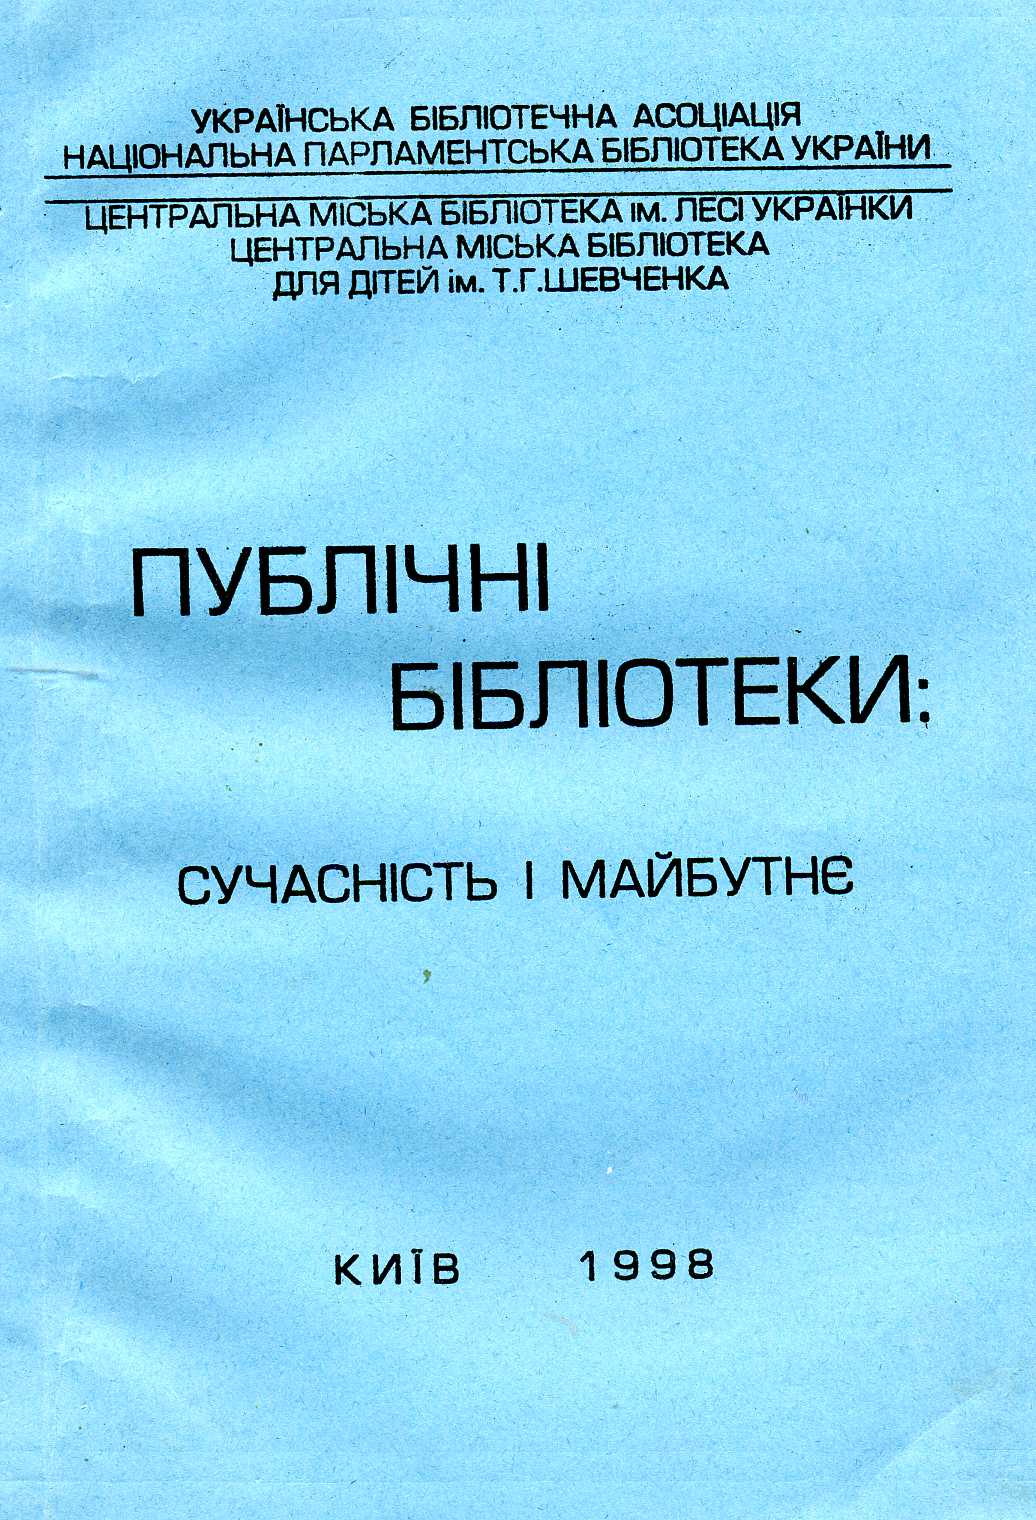 УКРАЇНСЬКА БІБЛІОТЕЧНА АСОЦІАЦІЯ
НАЦІОНАЛЬНА ПАРЛАМЕНТСЬКА БІБЛІОТЕКА УКРАЇНИ
ЦЕНТРАЛЬНА МІСЬКА БІБЛІОТЕКА ІМ. ЛЕСІ УКРАЇНКИ
ЦЕНТРАЛЬНА МІСЬКА БІБЛІОТЕКА
ДЛЯ ДІТЕЙ ім. Т.Г.ШЕВЧЕНКА
ПУБЛІЧНІ
БІБЛІОТЕКИ:
СУЧАСНІСТЬ І МАЙБУТНЄ
КИЇВ 1998